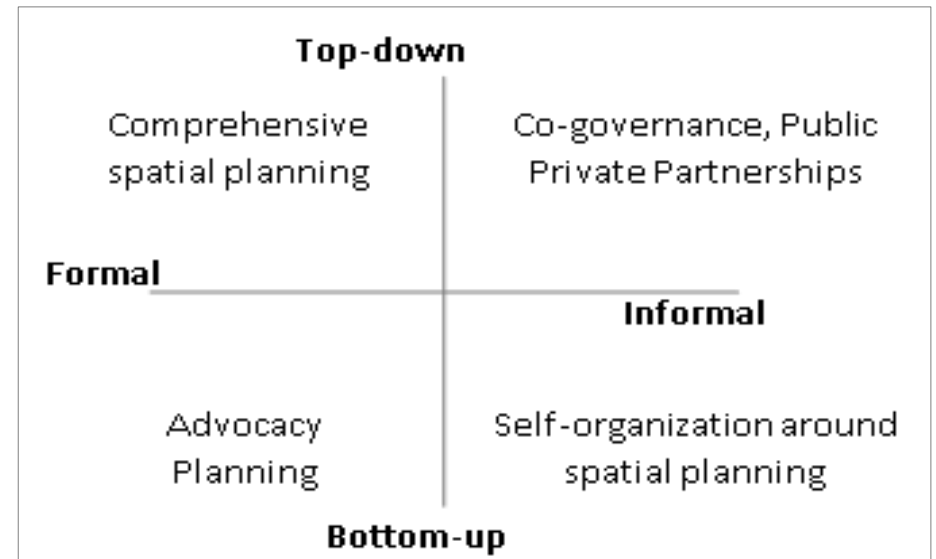 Top-down
Comprehensive
spatial planning
Co-governance, Public
Private Partnerships
Formal
Informal
Advocacy
Planning
Self-organization around
spatial planning
Bottom-up